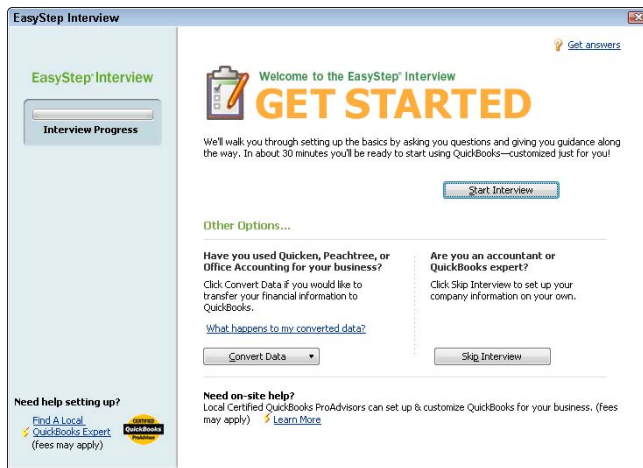 EasyStep Interview
Get answers
EasyStep® Interview
Interview Progress
Welcome to the EasyStep® Interview
GET STARTED
We'll walk you through setting up the basics by asking you questions and giving you guidance along
the way. In about 30 minutes you'll be ready to start using QuickBooks—customized just for you!
Start Interview
Other Options...
Have you used Quicken, Peachtree, or
Office Accounting for your business?
Click Convert Data if you would like to
transfer your financial information to
QuickBooks.
What happens to my converted data?
Convert Data
Are you an accountant or
QuickBooks expert?
Click Skip Interview to set up your
company information on your own.
Skip Interview
Need help setting up?
Find A Local
QuickBooks Expert
(fees may apply)
CERTIFIED
QuickBooks
ProAdvisor
Need on-site help?
Local Certified QuickBooks ProAdvisors can set up & customize QuickBooks for your business. (fees
may apply) Learn More